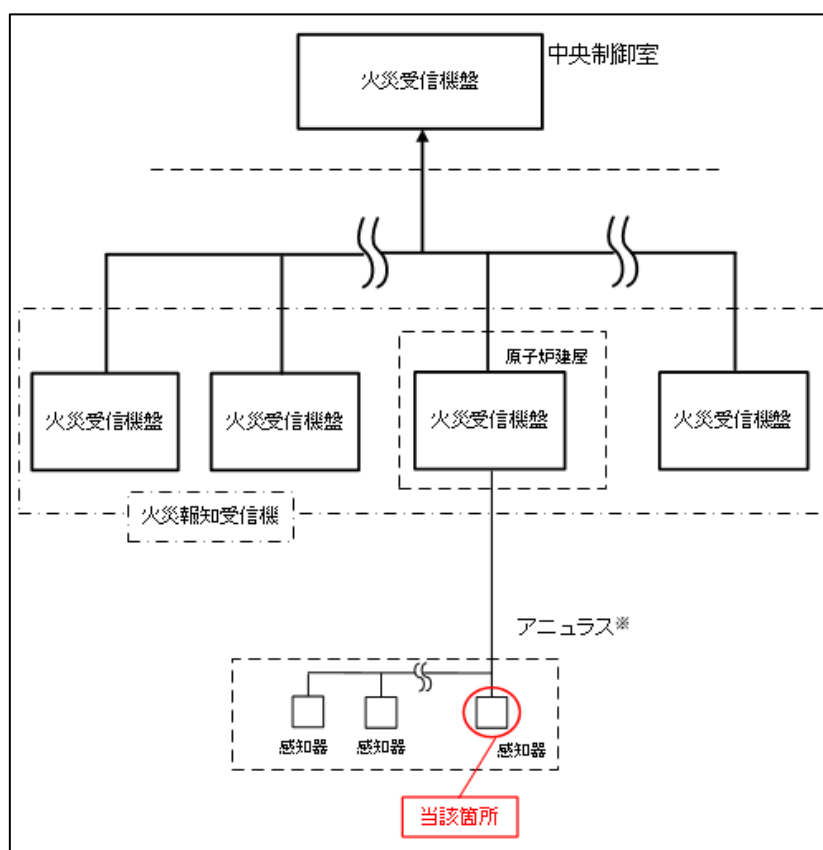 中央制御室
火災受信機盤
原子炉建屋
火災受信機盤
火災受信機盤
火災受信機盤
火災受信機盤
火災報知受信機
アニュラス※
感知器
感知器
感知器
当該箇所